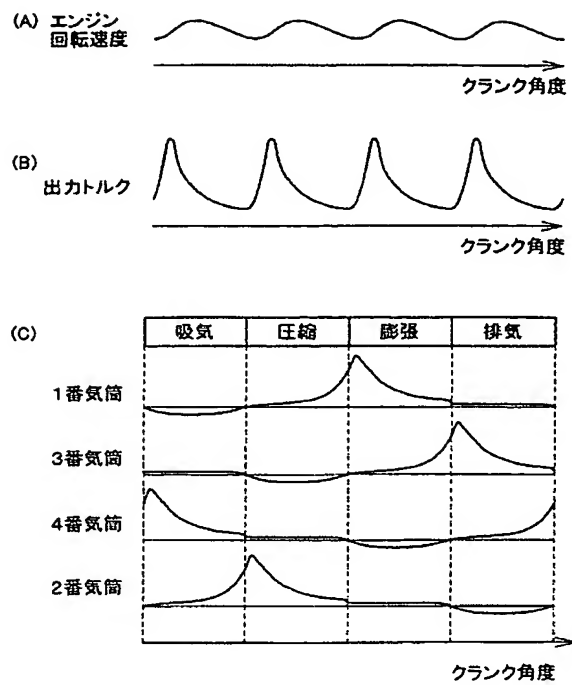 (A) エンジン
回転速度
クランク角度
(B)
出力トルク
クランク角度
(C)
吸気 圧縮 膨張 排気
1番気筒
3番気筒
4番気筒
2番気筒
クランク角度